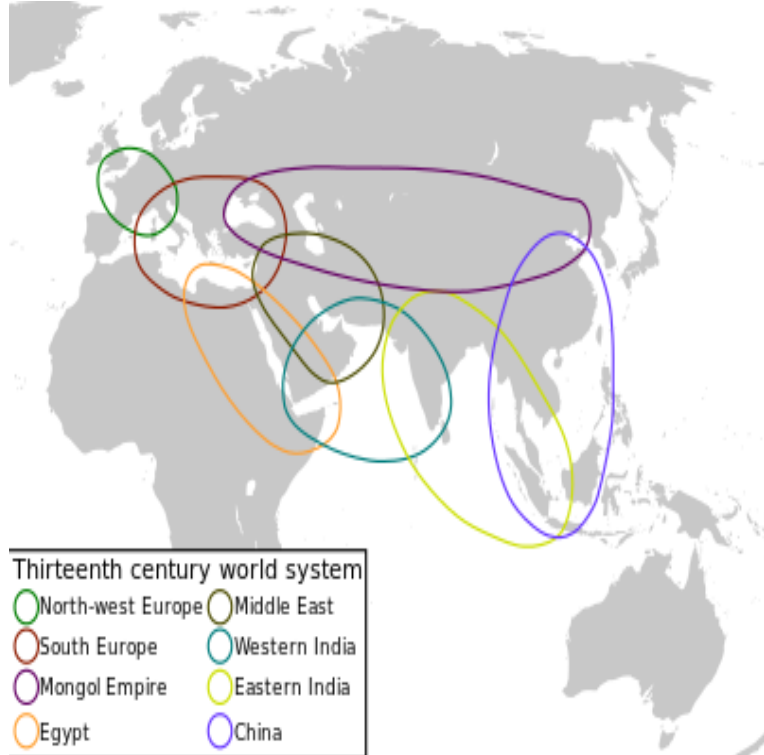 Thirteenth century world system
North-west Europe
South Europe
Mongol Empire
Egypt
Middle East
Western India
Eastern India
China